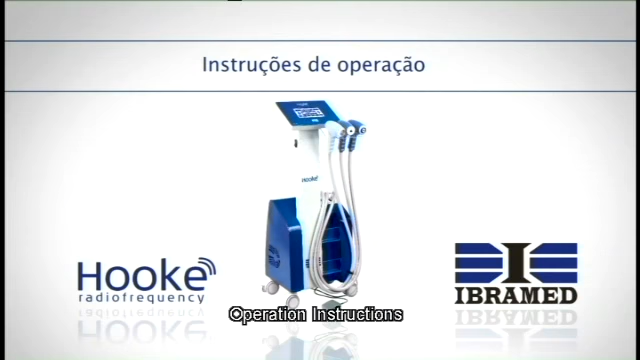 Instruções de operação
Hooke
Hooke
radiofrequency
IBRAMED
Operation Instructions